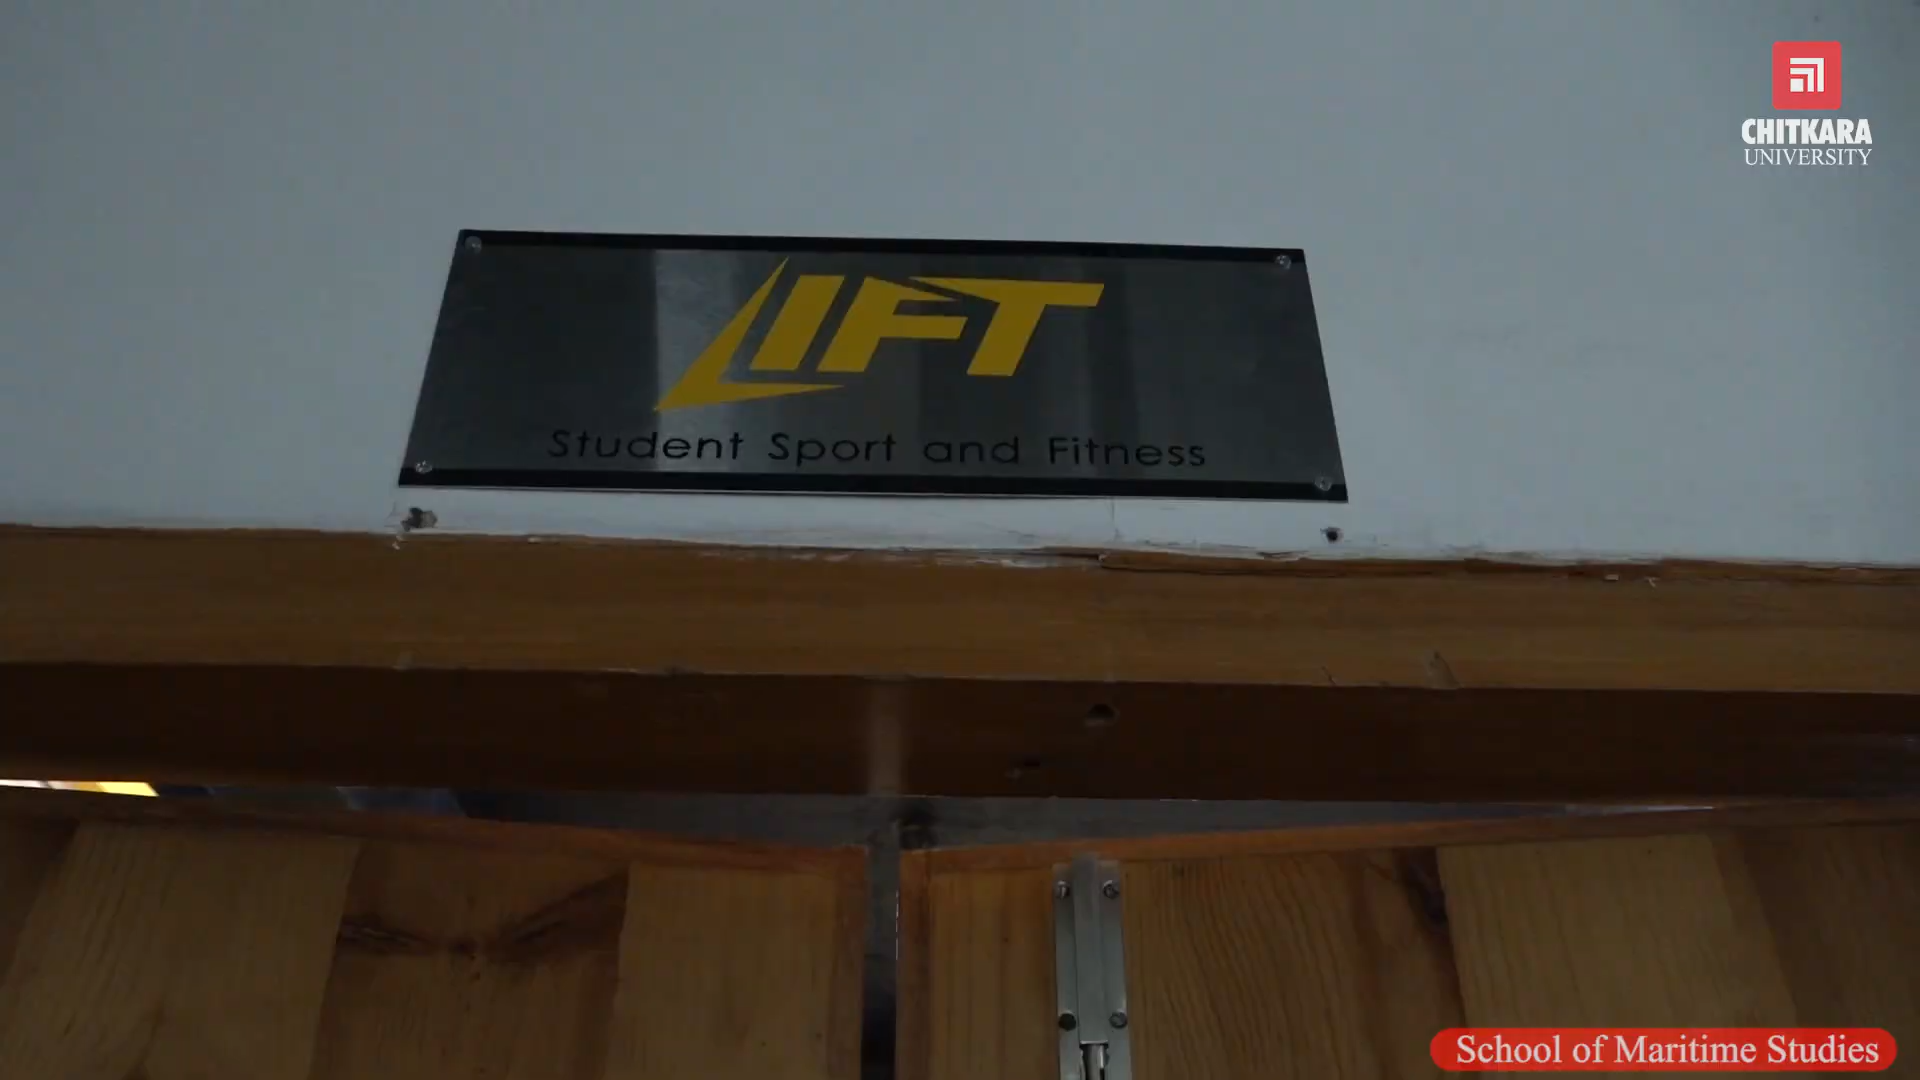 CHITKARA
UNIVERSITY
LIFT
Student Sport and Fitness
School of Maritime Studies